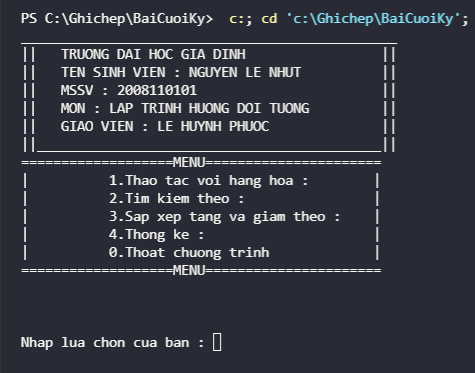 PS C:\Ghichep\BaiCuoiKy>  c:; cd 'c:\Ghichep\BaiCuoiKy';
||   TRUONG DAI HOC GIA DINH                 ||
||   TEN SINH VIEN : NGUYEN LE NHUT          ||
||   MSSV : 2008110101                       ||
||   MON : LAP TRINH HUONG DOI TUONG         ||
||   GIAO VIEN : LE HUYNH PHUOC              ||
||___________________________________________||
===================MENU======================
|          1.Thao tac voi hang hoa :        |
|          2.Tim kiem theo :                |
|          3.Sap xep tang va giam theo :    |
|          4.Thong ke :                     |
|          0.Thoat chuong trinh             |
===================MENU======================
Nhap lua chon cua ban :